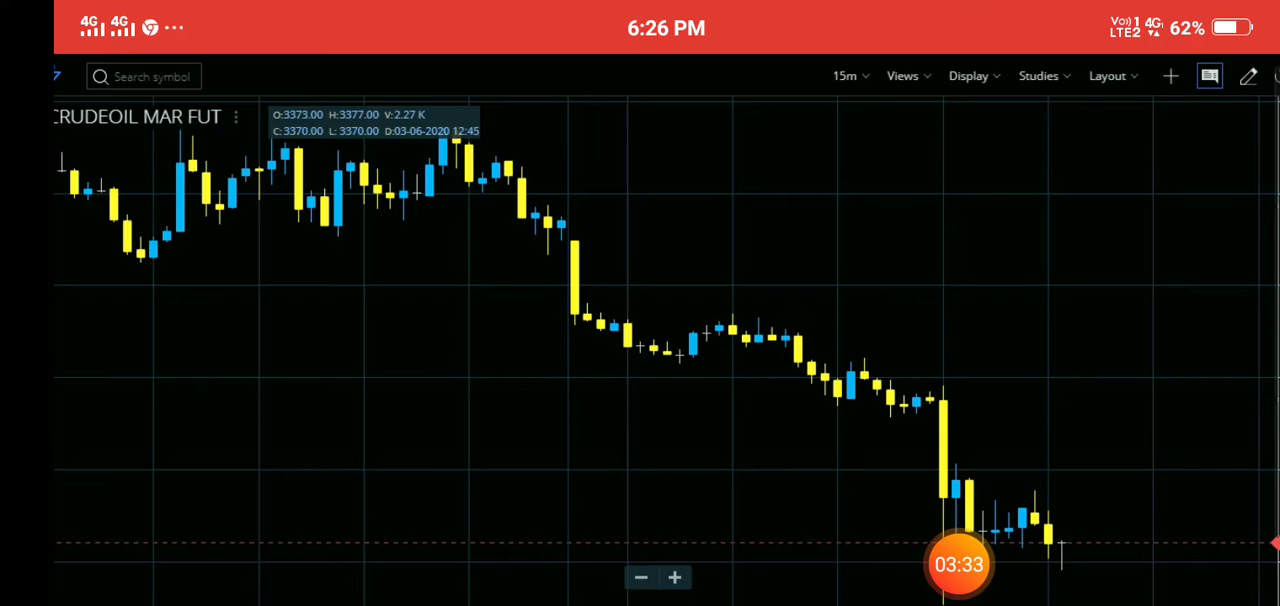 4G 4G 6:26 PM Vo) 1 LTE2 4G 62%
Search symbol 15m Views Display Studies Layout
CRUDEOIL MAR FUT
O:3373.00 H:3377.00 V:2.27 K
C:3370.00 L: 3370.00 D:03-06-2020 12:45
03:33